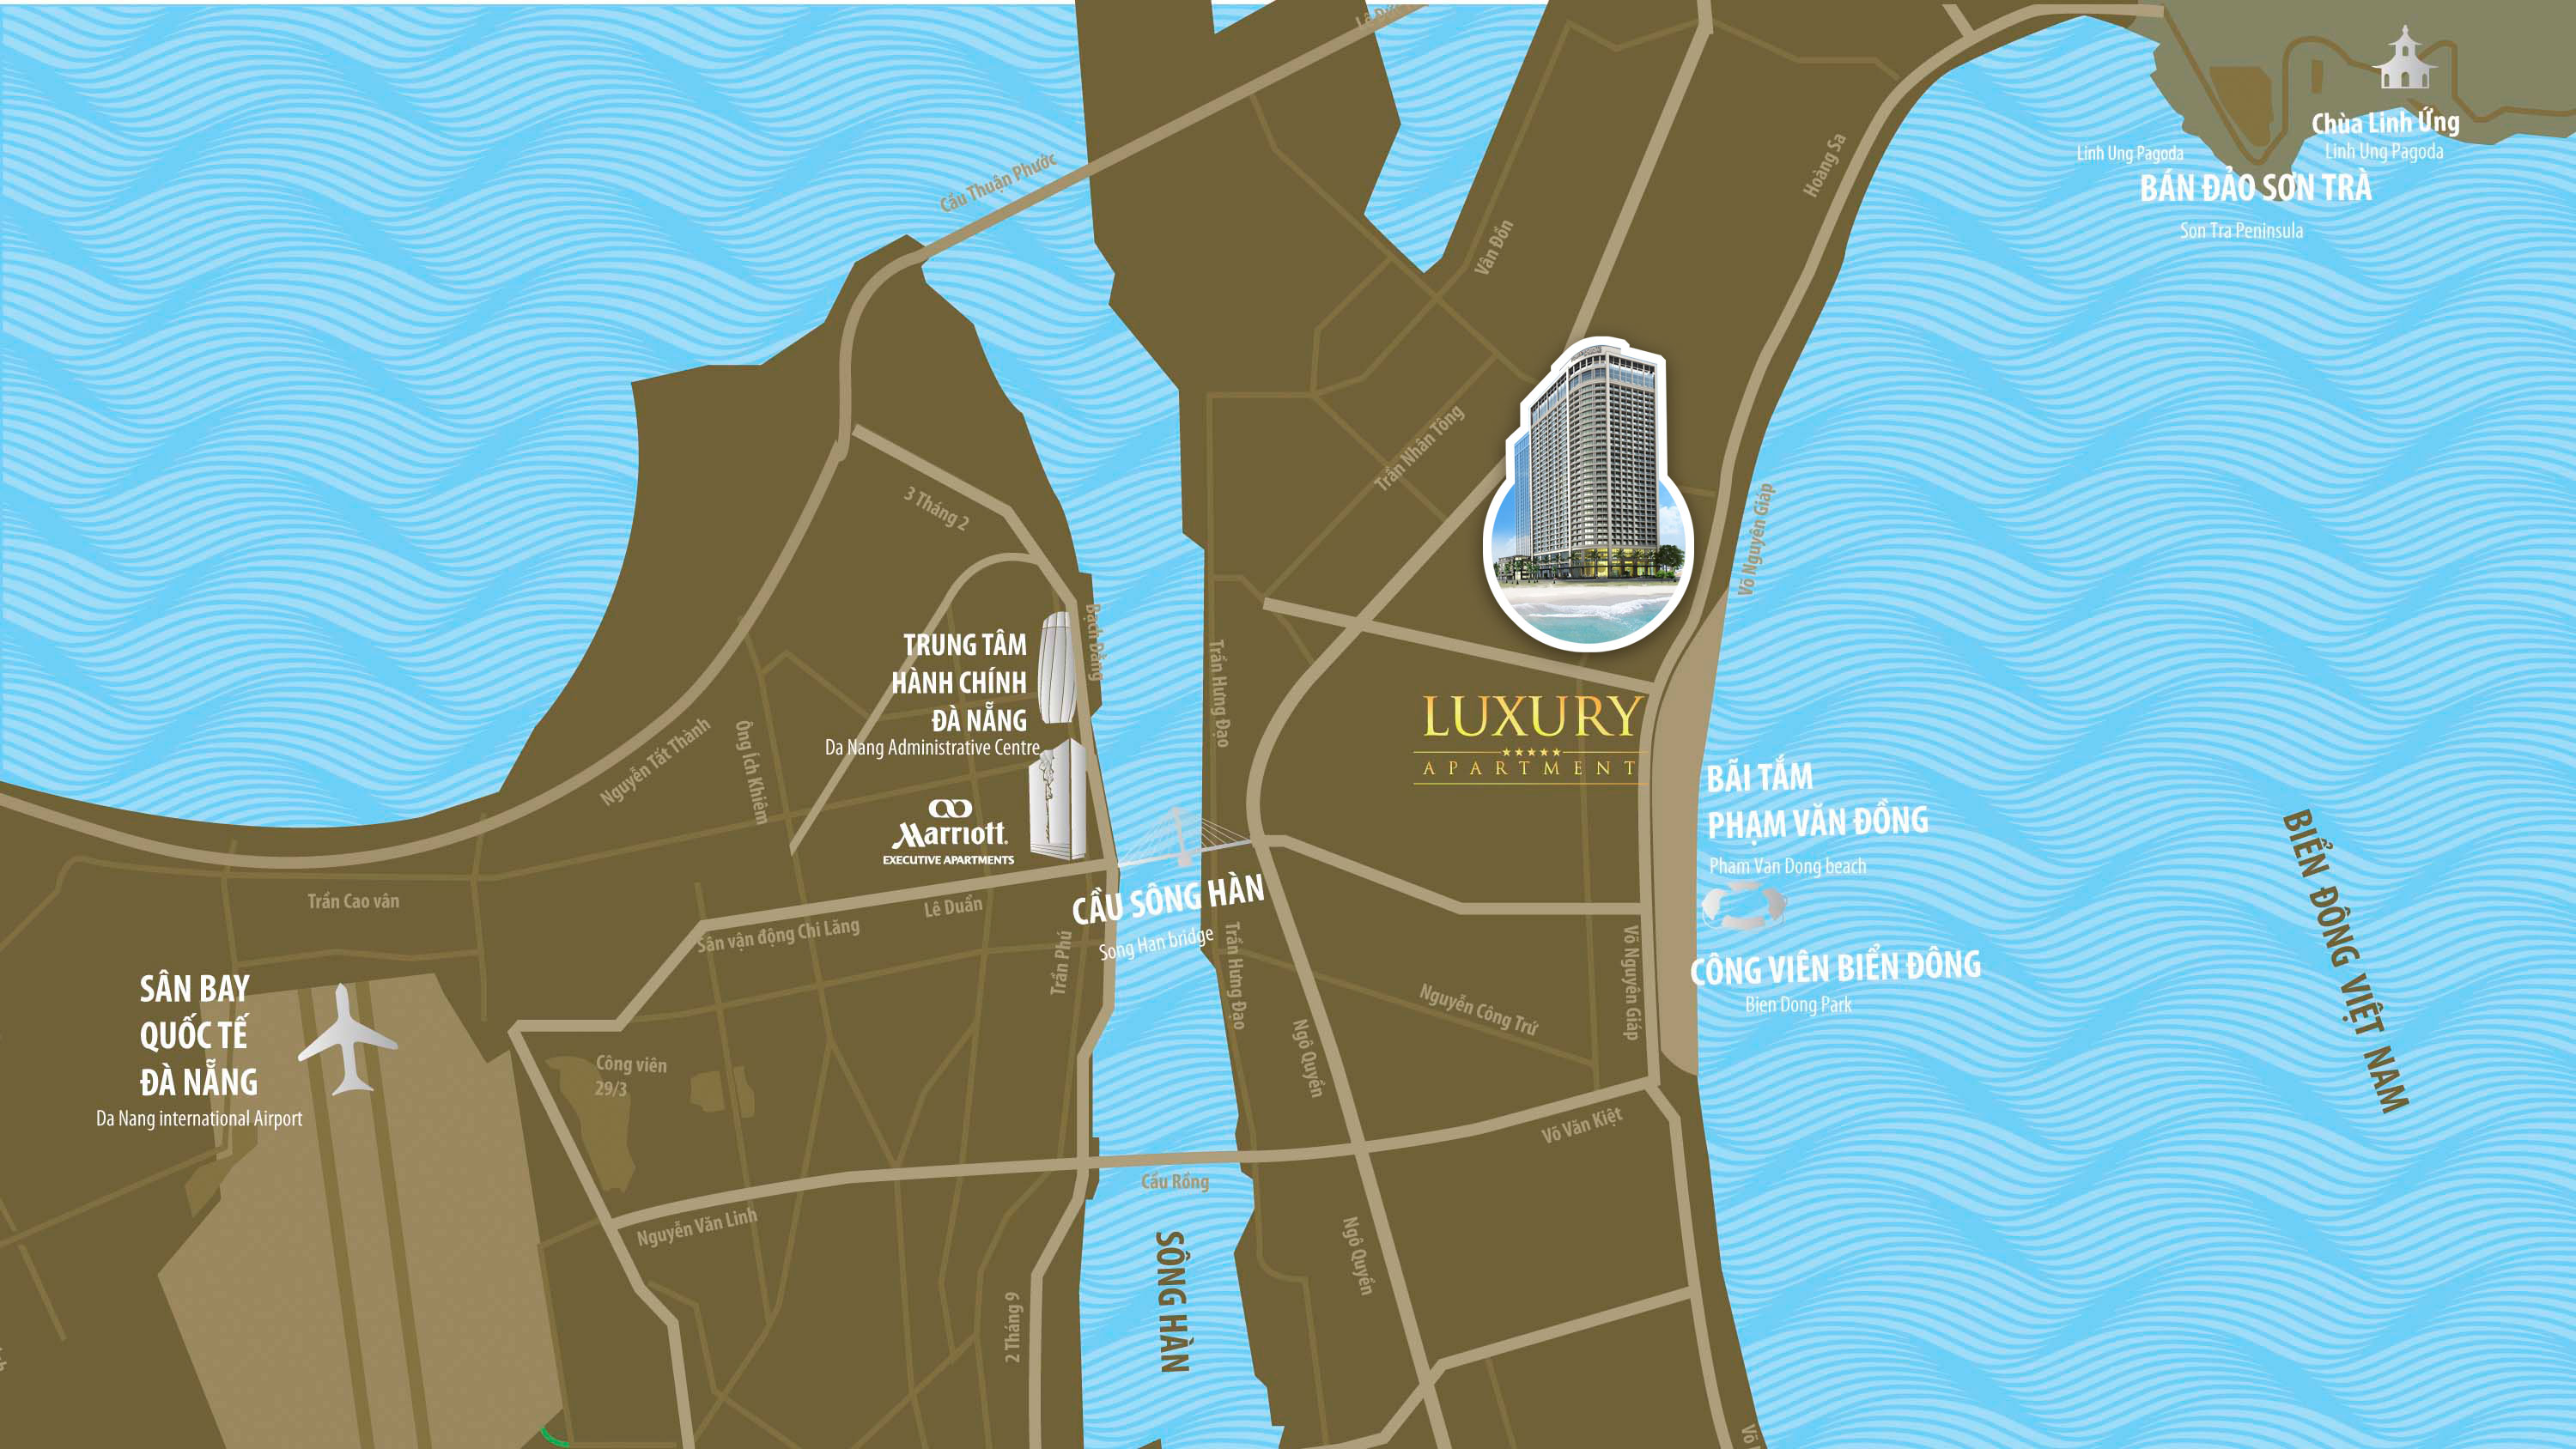 Cầu Thuận Phước
Hoàng Sa
Vân Đồn
Chùa Linh Ứng
Linh Ung Pagoda
Linh Ung Pagoda
BÁN ĐẢO SƠN TRÀ
Son Tra Peninsula
Trần Nhân Tông
3 Tháng 2
Võ Nguyên Giáp
Bạch Đằng
TRUNG TÂM
HÀNH CHÍNH
ĐÀ NẴNG
Da Nang Administrative Centre
Trần Hưng Đạo
LUXURY
APARTMENT
Nguyễn Tất Thành
Ông Ích Khiêm
Marriott
EXECUTIVE APARTMENTS
BÃI TẮM
PHẠM VĂN ĐỒNG
Pham Van Dong beach
BIỂN ĐÔNG VIỆT NAM
Trần Cao vân
Lê Duẩn
Sân vận động Chi Lăng
CẦU SÔNG HÀN
Song Han bridge
Trần Phú
Trần Hưng Đạo
Võ Nguyên Giáp
CÔNG VIÊN BIỂN ĐÔNG
Bien Dong Park
SÂN BAY
QUỐC TẾ
ĐÀ NẴNG
Da Nang international Airport
Công viên
29/3
Nguyễn Công Trứ
Ngô Quyền
Võ Văn Kiệt
Cầu Rồng
Nguyễn Văn Linh
SÔNG HÀN
Ngô Quyền
2 Tháng 9